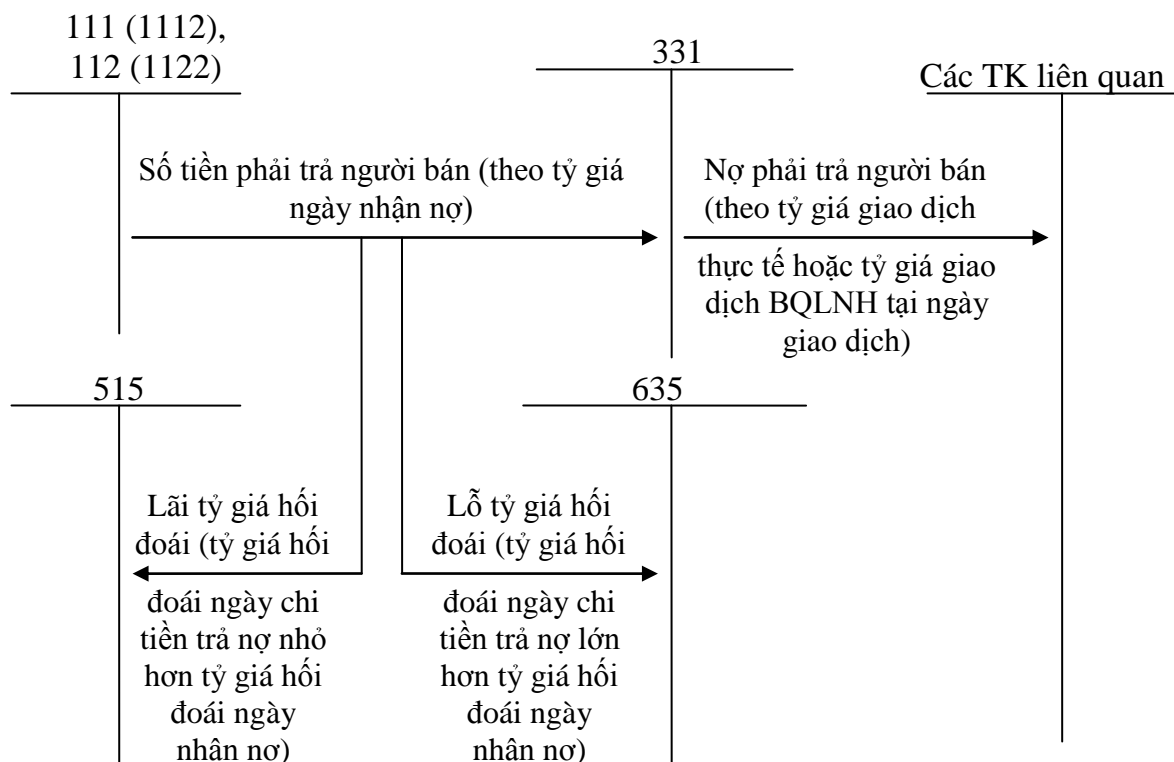 111 (1112),
112 (1122)
331
Các TK liên quan
Số tiền phải trả người bán (theo tỷ giá
ngày nhận nợ)
Nợ phải trả người bán
(theo tỷ giá giao dịch
thực tế hoặc tỷ giá giao
dịch BQLNH tại ngày
giao dịch)
515
635
Lãi tỷ giá hối
đoái (tỷ giá hối
đoái ngày chi
tiền trả nợ nhỏ
hơn tỷ giá hối
đoái ngày
nhận nơ)
Lỗ tỷ giá hối
đoái (tỷ giá hối
đoái ngày chi
tiền trả nợ lớn
hơn tỷ giá hối
đoái ngày
nhận nơ)